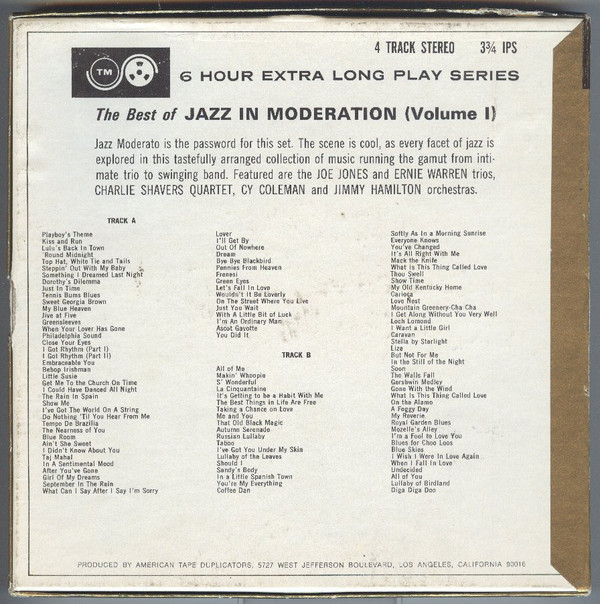 4 TRACK STEREO 3¾ IPS
TM
6 HOUR EXTRA LONG PLAY SERIES
The Best of JAZZ IN MODERATION (Volume I)
Jazz Moderato is the password for this set. The scene is cool, as every facet of jazz is
explored in this tastefully arranged collection of music running the gamut from inti-
mate trio to swinging band. Featured are the JOE JONES and ERNIE WARREN trios,
CHARLIE SHAVERS QUARTET, CY COLEMAN and JIMMY HAMILTON orchestras.
TRACK A
Playboy's Theme
Kiss and Run
Lulu's Back In Town
'Round Midnight
Top Hat, White Tie and Tails
Steppin' Out With My Baby
Something I Dreamed Last Night
Dorothy's Dilemma
Just In Time
Tennis Bums Blues
Sweet Georgia Brown
My Blue Heaven
Jive at Five
Greensleeves
When Your Lover Has Gone
Philadelphia Sound
Close Your Eyes
I Got Rhythm (Part I)
I Got Rhythm (Part II)
Embraceable You
Bebop Irishman
Little Susie
Get Me To the Church On Time
I Could Have Danced All Night
The Rain In Spain
Show Me
I've Got The World On A String
Do Nothing 'Til You Hear From Me
Tempo De Brazilia
The Nearness of You
Blue Room
Ain't She Sweet
I Didn't Know About You
Taj Mahal
In A Sentimental Mood
After You've Gone
Girl Of My Dreams
September In The Rain
What Can I Say After I Say I'm Sorry
Lover
I'll Get By
Out Of Nowhere
Dream
Bye Bye Blackbird
Pennies From Heaven
Frenesi
Green Eyes
Let's Fall In Love
Wouldn't It Be Loverly
On The Street Where You Live
Just You Wait
With A Little Bit of Luck
I'm An Ordinary Man
Ascot Gavotte
You Did It
TRACK B
All of Me
Makin' Whoopie
S' Wonderful
La Cinquantaine
It's Getting to be a Habit With Me
The Best Things in Life Are Free
Taking a Chance on Love
Me and You
That Old Black Magic
Autumn Serenade
Russian Lullaby
Taboo
I've Got You Under My Skin
Lullaby of the Leaves
Should I
Sandy's Body
In a Little Spanish Town
You're My Everything
Coffee Dan
Softly As In a Morning Sunrise
Everyone Knows
You've Changed
It's All Right With Me
Mack the Knife
What is This Thing Called Love
Thou Swell
Show Time
My Old Kentucky Home
Carioca
Love Nest
Mountain Greenery-Cha Cha
I Get Along Without You Very Well
Loch Lomond
I Want a Little Girl
Caravan
Stella by Starlight
Liza
But Not For Me
In the Still of the Night
Soon
The Walls Fall
Gershwin Medley
Gone With the Wind
What Is This Thing Called Love
On the Alamo
A Foggy Day
My Reverie
Royal Garden Blues
Mozelle's Alley
I'm a Fool to Love You
Blues for Choo Loos
Blue Skies
I Wish I Were In Love Again
When I Fall In Love
Undecided
All of You
Lullaby of Birdland
Diga Diga Doo
PRODUCED BY AMERICAN TAPE DUPLICATORS, 5727 WEST JEFFERSON BOULEVARD, LOS ANGELES, CALIFORNIA 90016